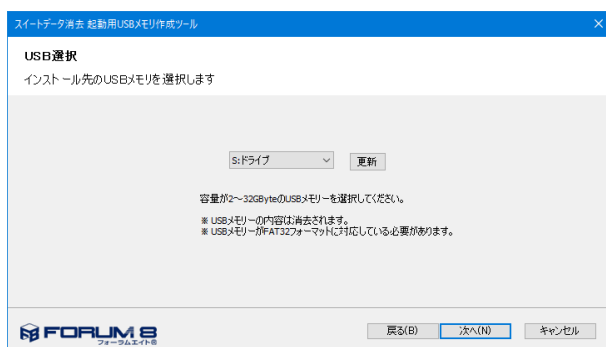 スイートデータ消去 起動用USBメモリ作成ツール
USB選択
インストール先のUSBメモリを選択します
S:ドライブ
更新
容量が2～32GByteのUSBメモリーを選択してください。
※ USBメモリーの内容は消去されます。
※ USBメモリーがFAT32フォーマットに対応している必要があります。
FORUM 8
フォーラムエイト®
戻る(B)
次へ(N)
キャンセル